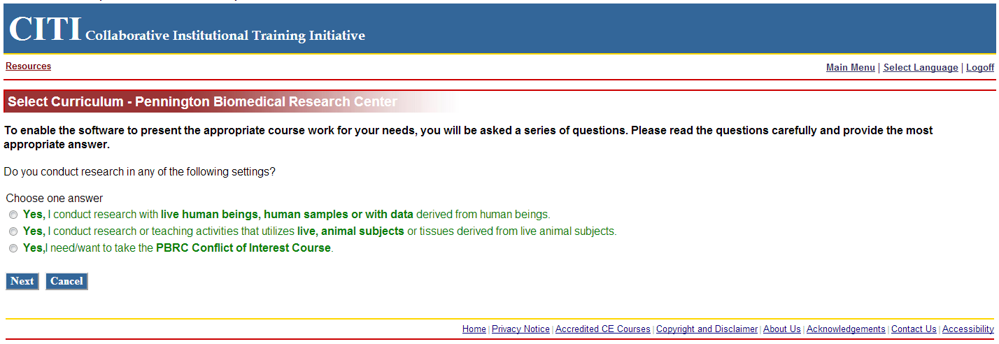 CITI Collaborative Institutional Training Initiative
Resources
Main Menu | Select Language | Logoff
Select Curriculum - Pennington Biomedical Research Center
To enable the software to present the appropriate course work for your needs, you will be asked a series of questions. Please read the questions carefully and provide the most
appropriate answer.
Do you conduct research in any of the following settings?
Choose one answer
Yes, I conduct research with live human beings, human samples or with data derived from human beings.
Yes, I conduct research or teaching activities that utilizes live, animal subjects or tissues derived from live animal subjects.
Yes,I need/want to take the PBRC Conflict of Interest Course.
Next Cancel
Home | Privacy Notice | Accredited CE Courses | Copyright and Disclaimer | About Us | Acknowledgements | Contact Us | Accessibility